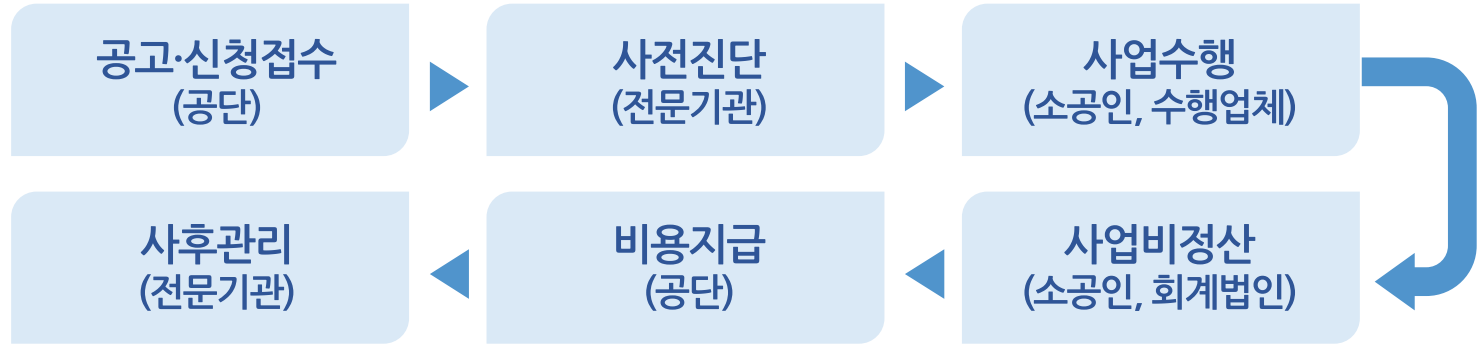 공고·신청접수
(공단)
사전진단
(전문기관)
사업수행
(소공인, 수행업체)
사업비정산
(소공인, 회계법인)
비용지급
(공단)
사후관리
(전문기관)